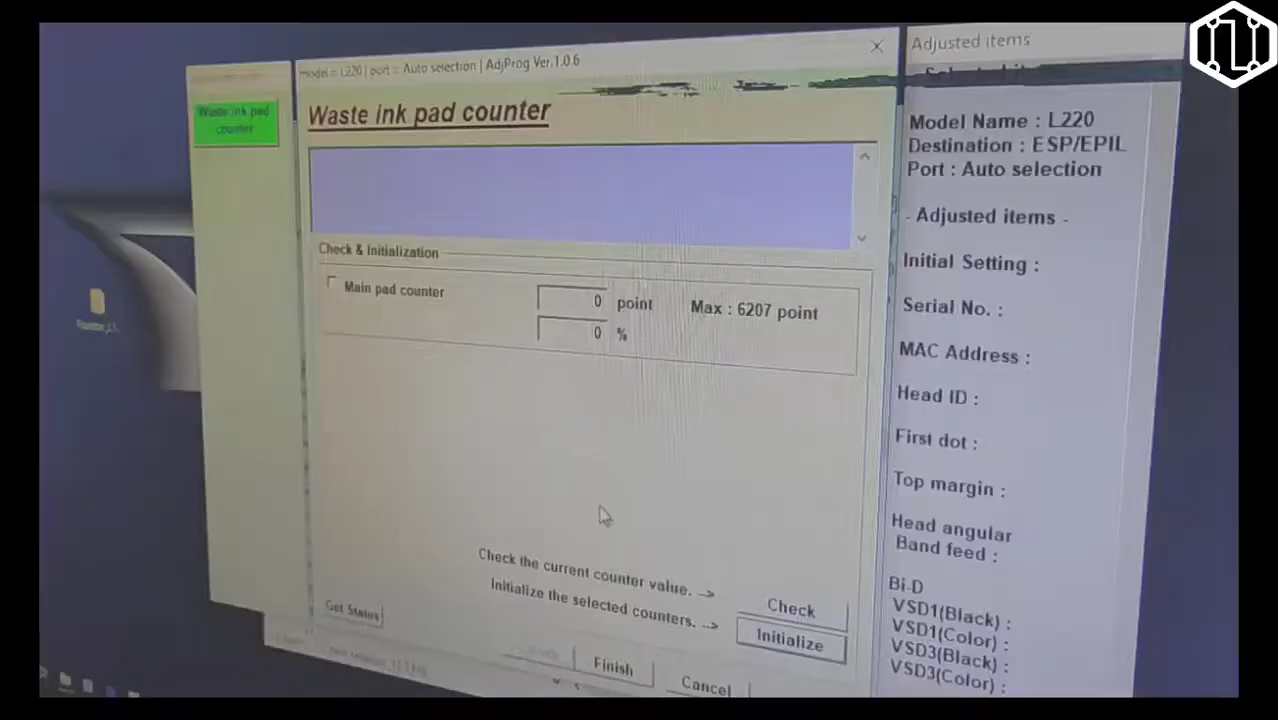 model = L220 | port = Auto selection | AdjProg Ver.1.0.6
Waste ink pad
counter
Waste ink pad counter
Check & Initialization
Main pad counter
0 point
Max : 6207 point
0 %
Check the current counter value. -->
Check
Initialize the selected counters. -->
Initialize
Get Status
Finish
Cancel
Adjusted items
Model Name : L220
Destination : ESP/EPIL
Port : Auto selection
- Adjusted items -
Initial Setting :
Serial No. :
MAC Address :
Head ID :
First dot :
Top margin :
Head angular
Band feed :
Bi-D
VSD1(Black) :
VSD1(Color) :
VSD3(Black) :
VSD3(Color) :